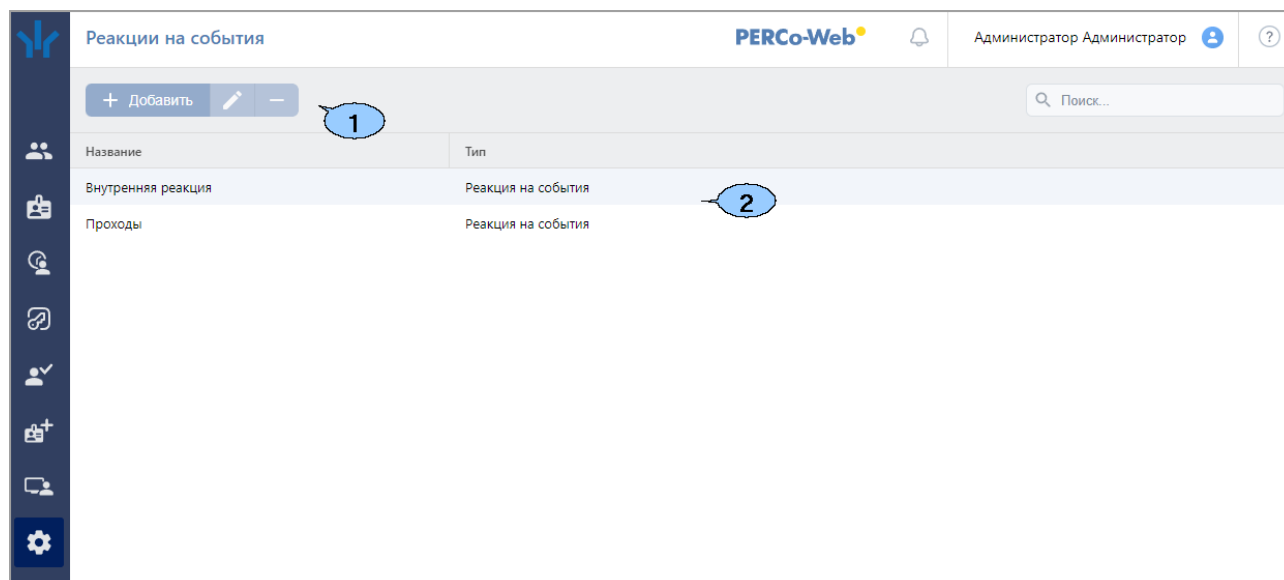 Реакции на события
PERCo-Web
Администратор Администратор
?
+ Добавить
1
Поиск...
Название Тип
Внутренняя реакция Реакция на события
2
Проходы Реакция на события